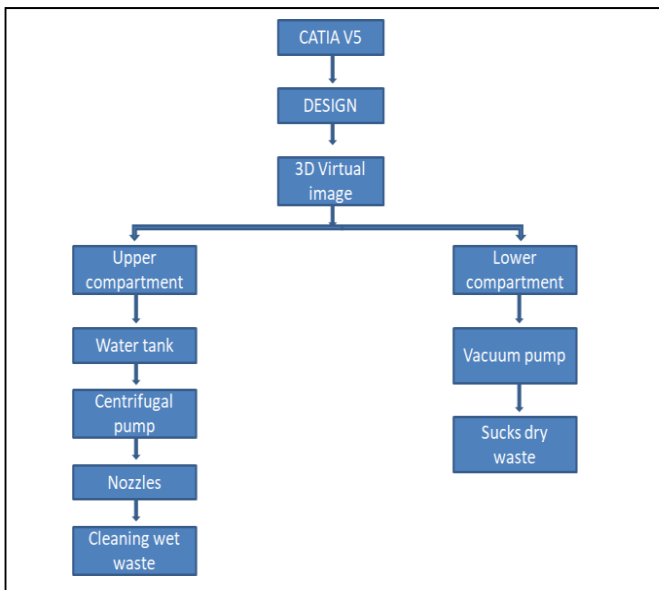 CATIA V5
DESIGN
3D Virtual
image
Upper
compartment
Water tank
Centrifugal
pump
Nozzles
Cleaning wet
waste
Lower
compartment
Vacuum pump
Sucks dry
waste